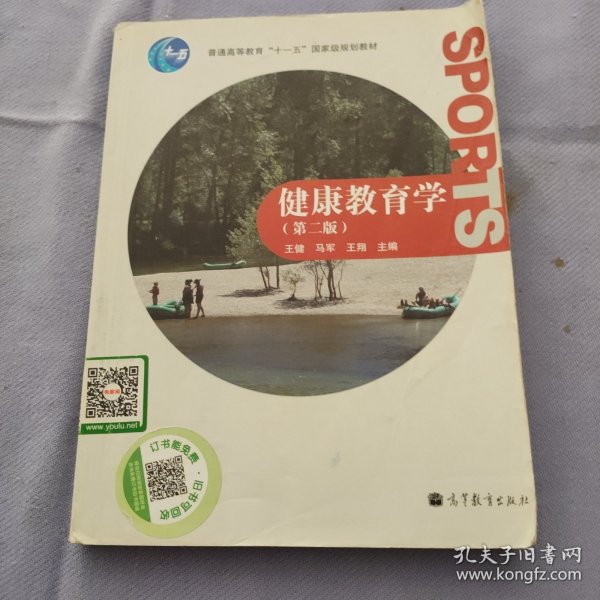 十一五
普通高等教育“十一五”国家级规划教材
SPORTS
健康教育学
（第二版）
王健 马军 王翔 主编
www.youlu.net
订书能免费·旧书可回收
高等教育出版社
孔夫子旧书网
www.kongfz.com